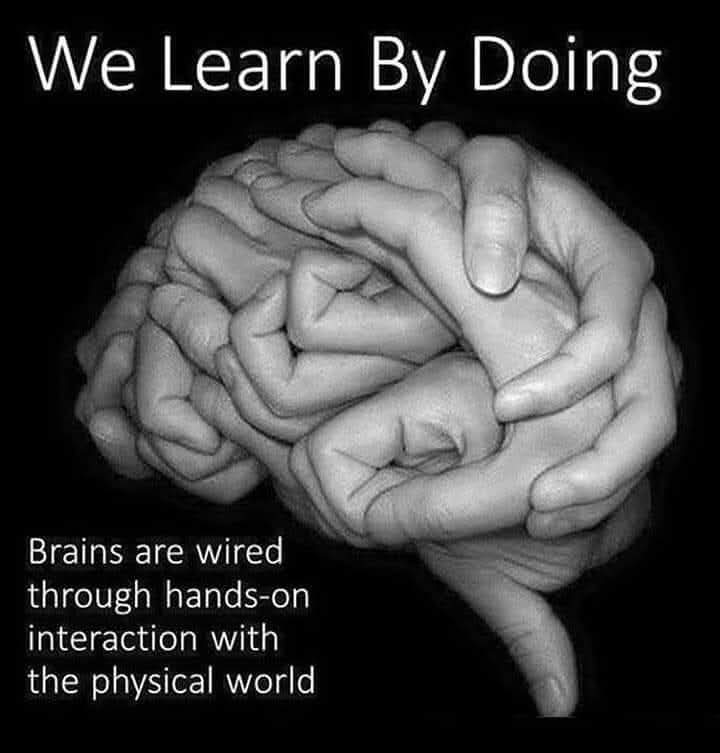 We Learn By Doing
Brains are wired
through hands-on
interaction with
the physical world